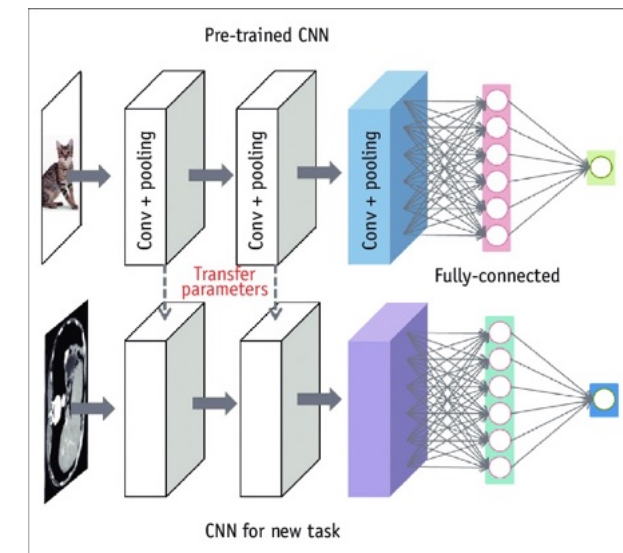 Pre-trained CNN
Conv + pooling
Conv + pooling
Conv + pooling
Transfer
parameters
Fully-connected
CNN for new task